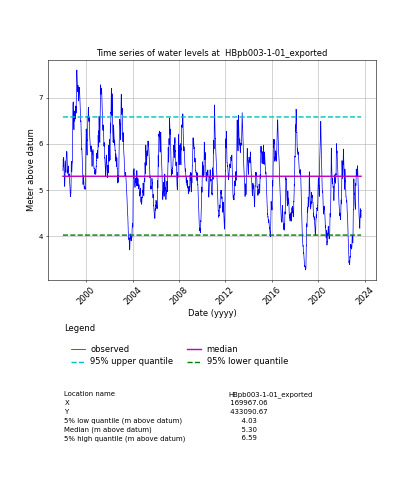 Time series of water levels at  HBpb003-1-01_exported
Meter above datum
7
6
5
4
2000 2004 2008 2012 2016 2020 2024
Date (yyyy)
Legend
observed median
95% upper quantile 95% lower quantile
Location name HBpb003-1-01_exported
X 169967.06
Y 433090.67
5% low quantile (m above datum) 4.03
Median (m above datum) 5.30
5% high quantile (m above datum) 6.59